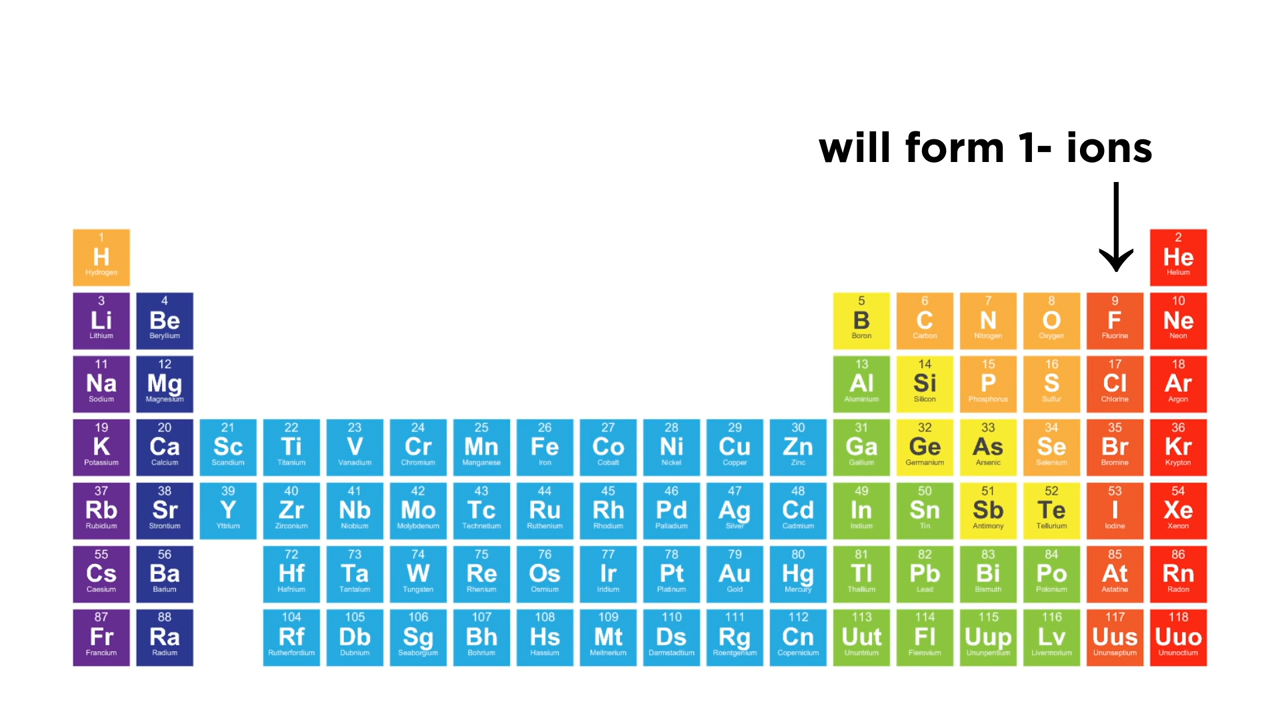 will form 1- ions
1 2
H He
Hydrogen Helium
3 4 5 6 7 8 9 10
Li Be B C N O F Ne
Lithium Beryllium Boron Carbon Nitrogen Oxygen Fluorine Neon
11 12 13 14 15 16 17 18
Na Mg Al Si P S Cl Ar
Sodium Magnesium Aluminium Silicon Phosphorus Sulfur Chlorine Argon
19 20 21 22 23 24 25 26 27 28 29 30 31 32 33 34 35 36
K Ca Sc Ti V Cr Mn Fe Co Ni Cu Zn Ga Ge As Se Br Kr
Potassium Calcium Scandium Titanium Vanadium Chromium Manganese Iron Cobalt Nickel Copper Zinc Gallium Germanium Arsenic Selenium Bromine Krypton
37 38 39 40 41 42 43 44 45 46 47 48 49 50 51 52 53 54
Rb Sr Y Zr Nb Mo Tc Ru Rh Pd Ag Cd In Sn Sb Te I Xe
Rubidium Strontium Yttrium Zirconium Niobium Molybdenum Technetium Ruthenium Rhodium Palladium Silver Cadmium Indium Tin Antimony Tellurium Iodine Xenon
55 56 72 73 74 75 76 77 78 79 80 81 82 83 84 85 86
Cs Ba Hf Ta W Re Os Ir Pt Au Hg Tl Pb Bi Po At Rn
Caesium Barium Hafnium Tantalum Tungsten Rhenium Osmium Iridium Platinum Gold Mercury Thallium Lead Bismuth Polonium Astatine Radon
87 88 104 105 106 107 108 109 110 111 112 113 114 115 116 117 118
Fr Ra Rf Db Sg Bh Hs Mt Ds Rg Cn Uut Fl Uup Lv Uus Uuo
Francium Radium Rutherfordium Dubnium Seaborgium Bohrium Hassium Meitnerium Darmstadtium Roentgenium Copernicium Ununtrium Flerovium Ununpentium Livermorium Ununseptium Ununoctium